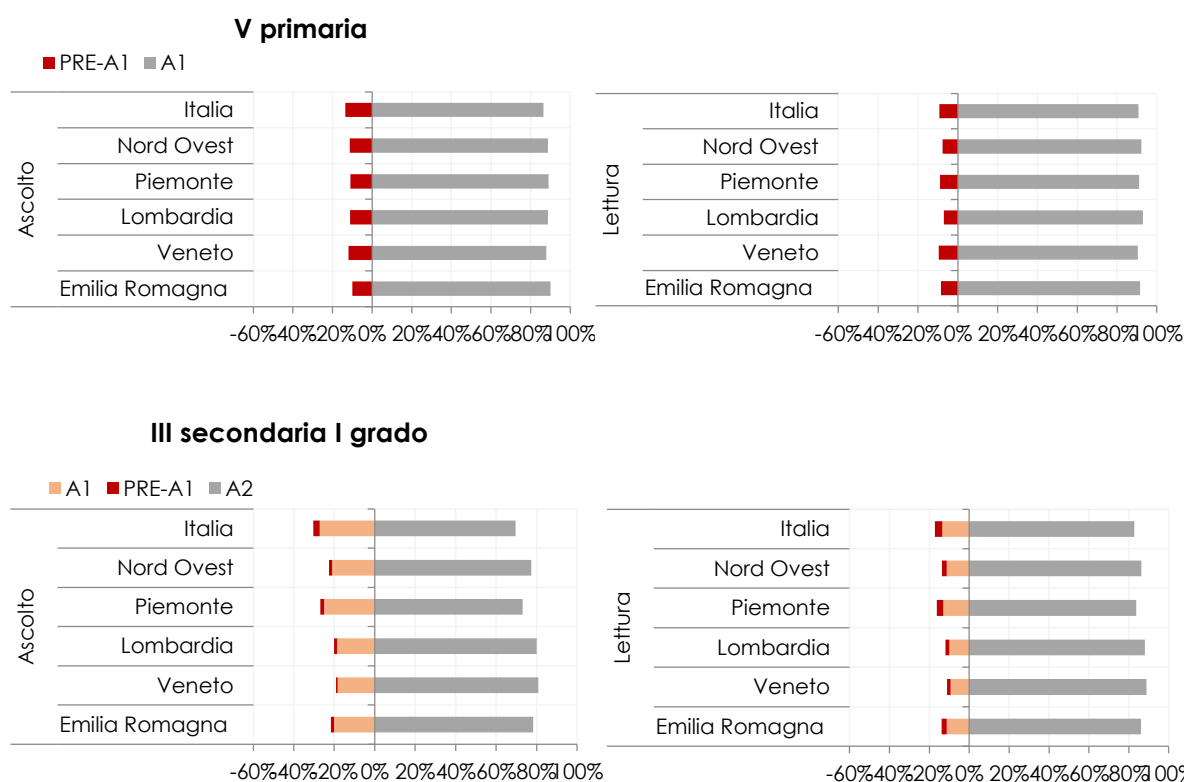 V primaria
PRE-A1 A1
Ascolto
Italia
Nord Ovest
Piemonte
Lombardia
Veneto
Emilia Romagna
-60% -40% -20% 0% 20% 40% 60% 80% 100%
Lettura
Italia
Nord Ovest
Piemonte
Lombardia
Veneto
Emilia Romagna
-60% -40% -20% 0% 20% 40% 60% 80% 100%
III secondaria I grado
A1 PRE-A1 A2
Ascolto
Italia
Nord Ovest
Piemonte
Lombardia
Veneto
Emilia Romagna
-60% -40% -20% 0% 20% 40% 60% 80% 100%
Lettura
Italia
Nord Ovest
Piemonte
Lombardia
Veneto
Emilia Romagna
-60% -40% -20% 0% 20% 40% 60% 80% 100%